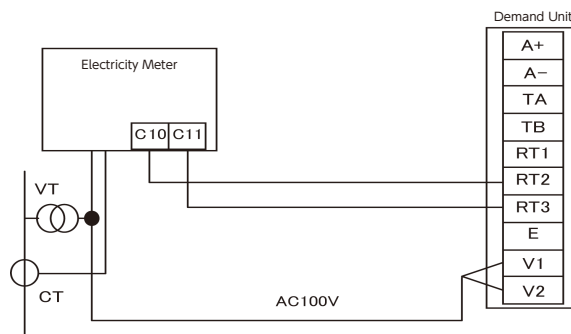 Demand Unit
Electricity Meter
C10 C11
A+
A−
TA
TB
RT1
RT2
RT3
E
V1
V2
VT
CT
AC100V